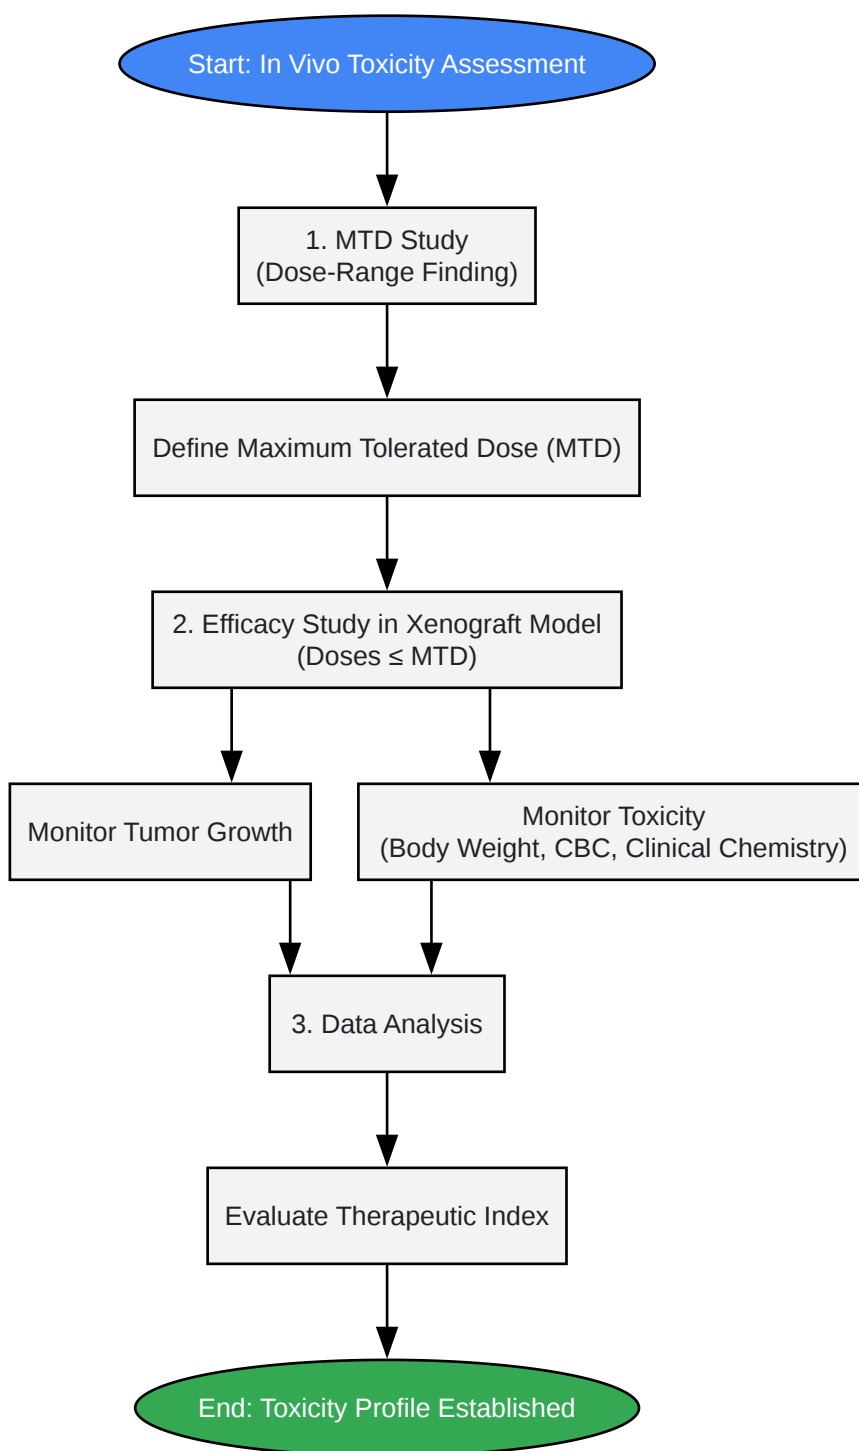 Start: In Vivo Toxicity Assessment
1. MTD Study
(Dose-Range Finding)
Define Maximum Tolerated Dose (MTD)
2. Efficacy Study in Xenograft Model
(Doses ≤ MTD)
Monitor Tumor Growth
Monitor Toxicity
(Body Weight, CBC, Clinical Chemistry)
3. Data Analysis
Evaluate Therapeutic Index
End: Toxicity Profile Established